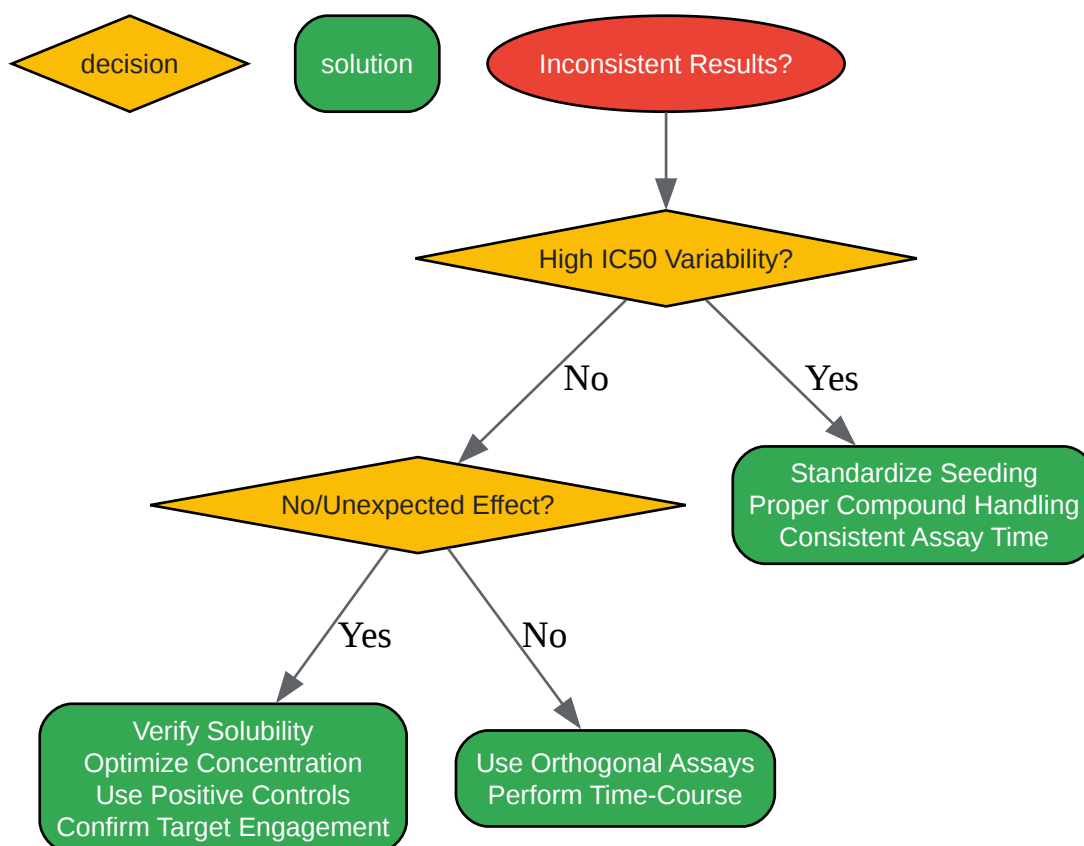 decision
solution
Inconsistent Results?
High IC50 Variability?
No
Yes
No/Unexpected Effect?
Standardize Seeding
Proper Compound Handling
Consistent Assay Time
Yes
No
Verify Solubility
Optimize Concentration
Use Positive Controls
Confirm Target Engagement
Use Orthogonal Assays
Perform Time-Course